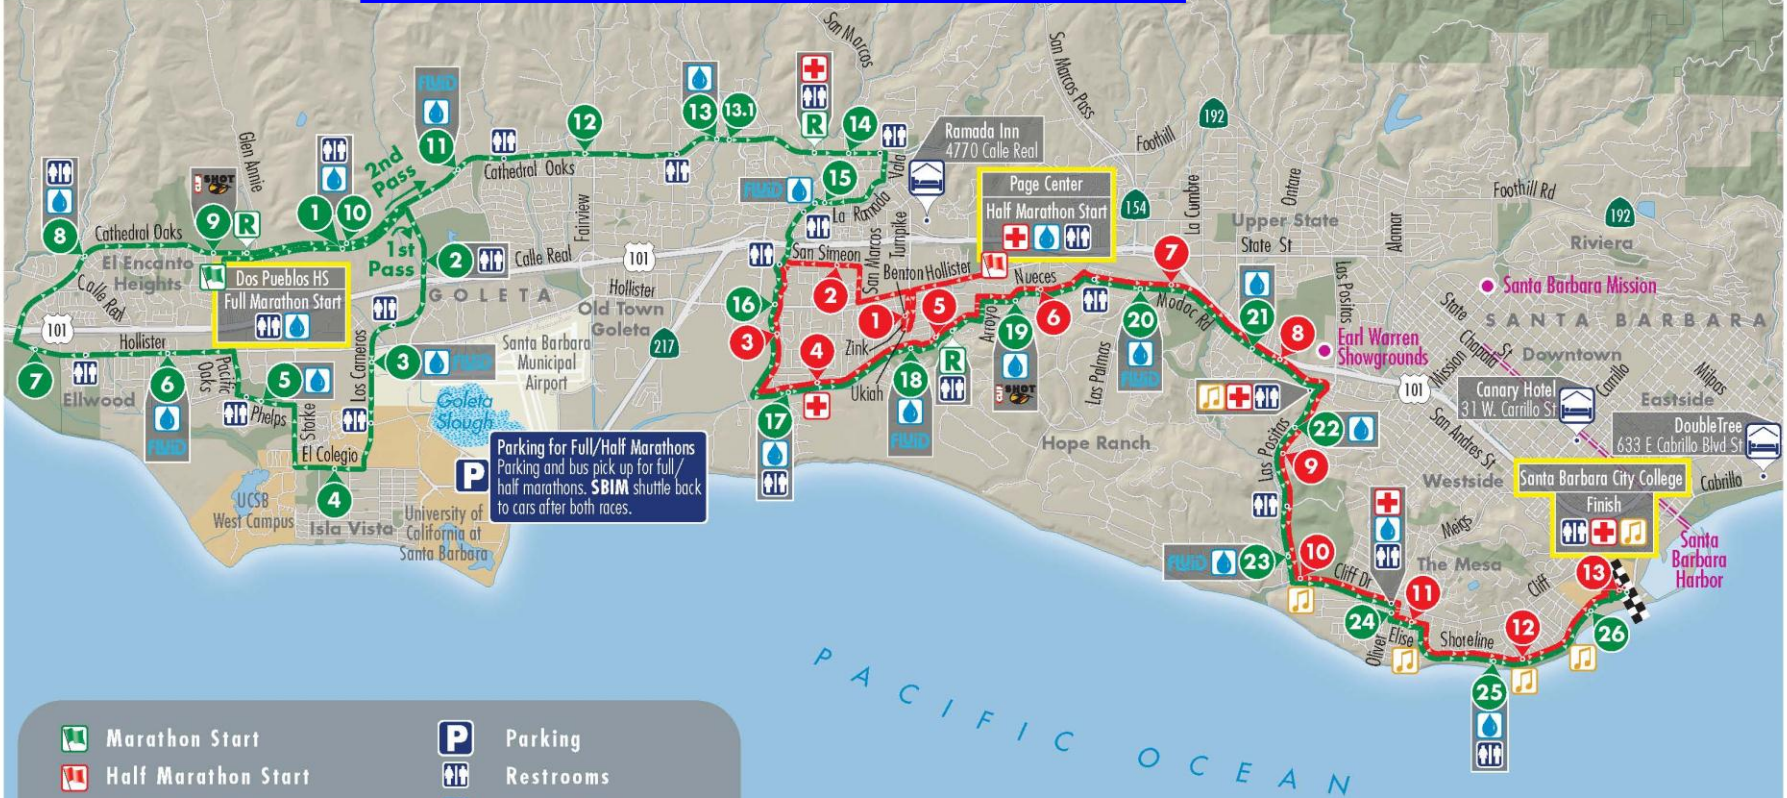 San Marcos
San Marcos Pass
FLUID
11
12
13
13.1
R
14
192
Foothill
Ramada Inn
4770 Calle Real
Glen Annie
2nd
Pass
Cathedral Oaks
Vala
8
SHOT
9
R
1
10
15
FLUID
La Ramada
Fairview
Turnpike
San Marcos
Page Center
Half Marathon Start
154
La Cumbre
Ontare
Foothill Rd
192
Upper State
State St
Alamar
Riviera
Cathedral Oaks
El Encanto
Heights
Calle Real
1st
Pass
2
Calle Real
101
GOLETA
Hollister
Old Town
Goleta
217
San Simeon
Benton
Hollister
Nueces
7
Dos Pueblos HS
Full Marathon Start
101
Hollister
7
Ellwood
6
FLUID
Pacific
Oaks
5
Phelps
Storke
El Colegio
Los Carneros
3
FLUID
4
Santa Barbara
Municipal
Airport
Goleta
Slough
UCSB
West Campus
Isla Vista
University of
California at
Santa Barbara
P
Parking for Full/Half Marathons
Parking and bus pick up for full/
half marathons. SBIM shuttle back
to cars after both races.
16
3
2
1
Zink
4
5
Ukiah
17
18
FLUID
R
Arroyo
19
SHOT
6
Las Palmas
20
FLUID
Modoc Rd
21
8
Hope Ranch
Las Positas
Earl Warren
Showgrounds
Santa Barbara Mission
SANTA BARBARA
State St
Chapala
Mission
Downtown
Carrillo
Milpas
Eastside
101
Canary Hotel
31 W. Carrillo St
DoubleTree
633 E Cabrillo Blvd St
San Andres St
Westside
Cabrillo
Santa Barbara City College
Finish
22
Las Positas
9
FLUID
23
10
Cliff Dr
Meigs
The Mesa
Cliff
13
Santa
Barbara
Harbor
24
11
Oliver
Elise
Shoreline
12
26
25
PACIFIC OCEAN
Marathon Start
P
Parking
Half Marathon Start
Restrooms